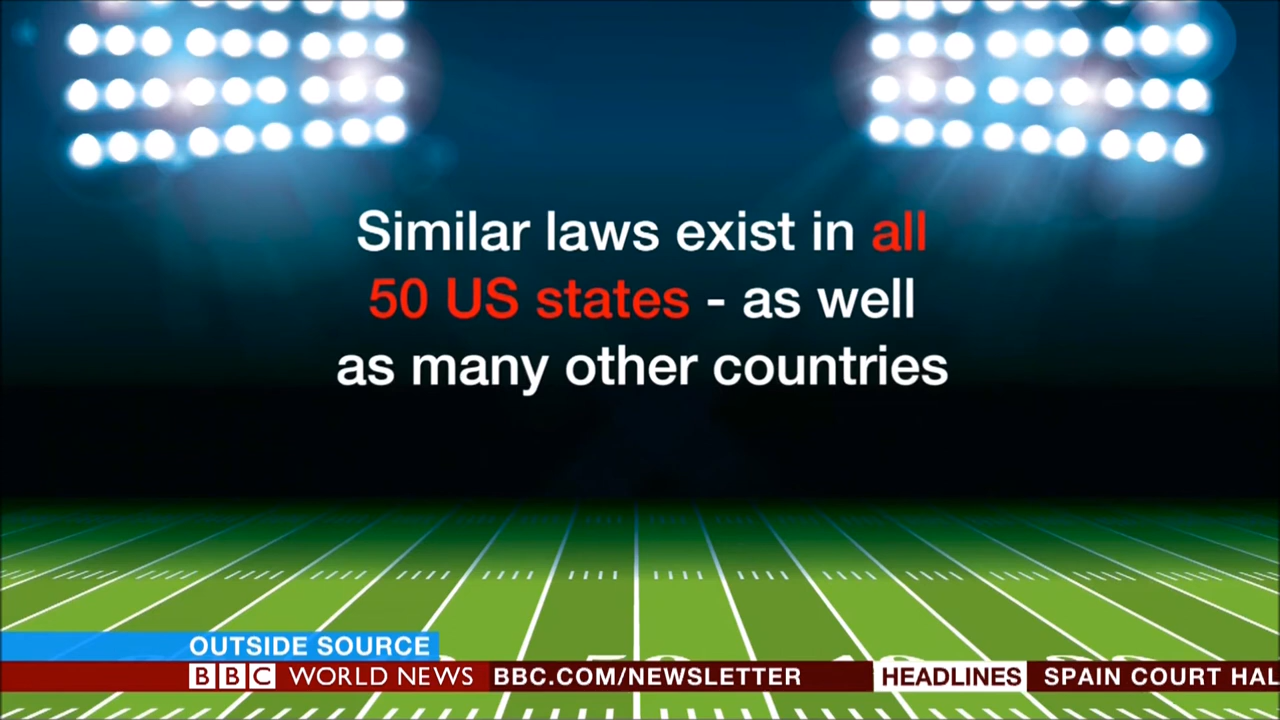 Similar laws exist in all
50 US states - as well
as many other countries
OUTSIDE SOURCE
BBC WORLD NEWS BBC.COM/NEWSLETTER HEADLINES SPAIN COURT HAL